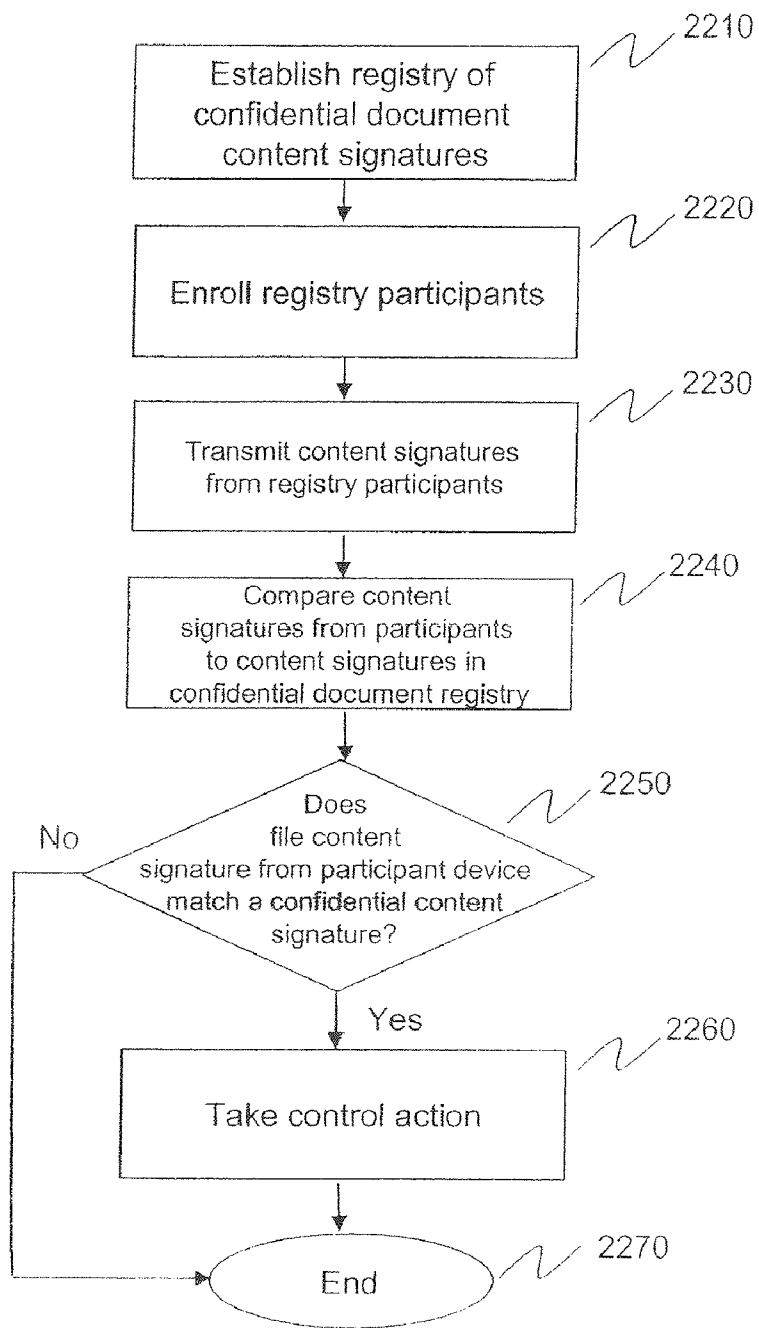 2210
Establish registry of
confidential document
content signatures
2220
Enroll registry participants
2230
Transmit content signatures
from registry participants
2240
Compare content
signatures from participants
to content signatures in
confidential document registry
2250
Does
file content
signature from participant device
match a confidential content
signature?
No
Yes
2260
Take control action
2270
End